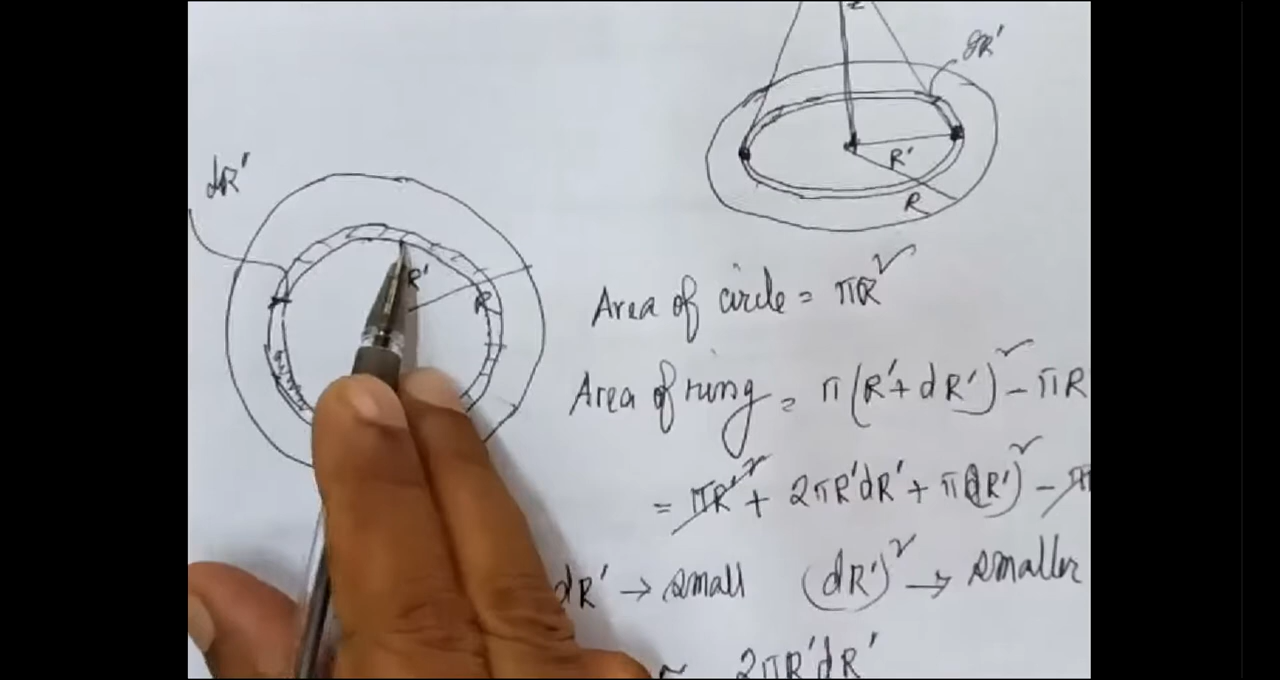 z
dR'
R'
R
dR'
R'
R
Area of circle = πR²
Area of ring = π(R'+dR')² - πR
= πR'² + 2πR'dR' + π(dR')² -
dR' → small (dR')² → smaller
≈ 2πR'dR'